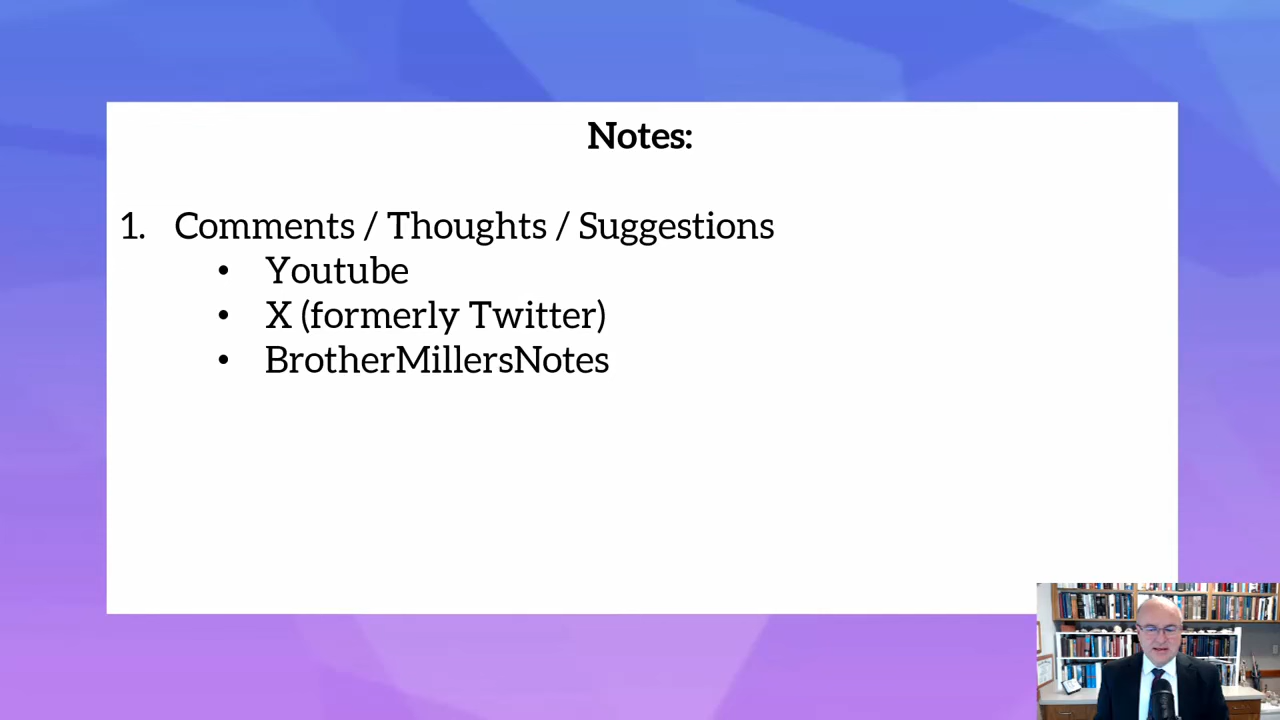 Notes:
1. Comments / Thoughts / Suggestions
• Youtube
• X (formerly Twitter)
• BrotherMillersNotes